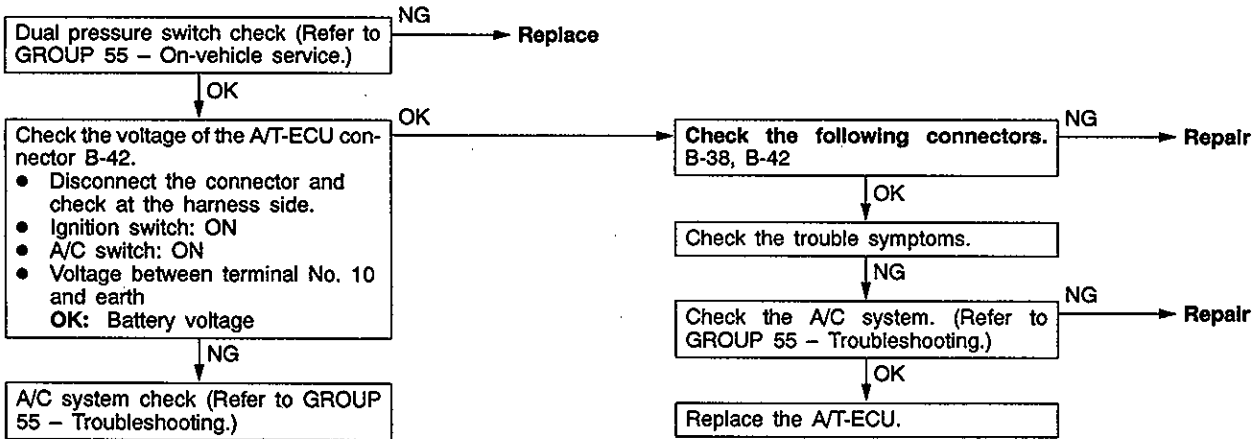 Dual pressure switch check (Refer to
GROUP 55 – On-vehicle service.)
NG
Replace
OK
Check the voltage of the A/T-ECU con-
nector B-42.
● Disconnect the connector and
check at the harness side.
● Ignition switch: ON
● A/C switch: ON
● Voltage between terminal No. 10
and earth
OK: Battery voltage
NG
A/C system check (Refer to GROUP
55 – Troubleshooting.)
OK
Check the following connectors.
B-38, B-42
NG
Repair
OK
Check the trouble symptoms.
NG
Check the A/C system. (Refer to
GROUP 55 – Troubleshooting.)
NG
Repair
OK
Replace the A/T-ECU.